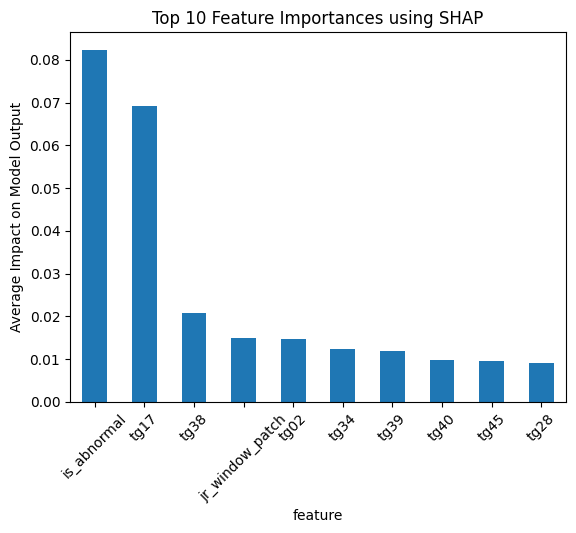 Top 10 Feature Importances using SHAP
Average Impact on Model Output
0.08
0.07
0.06
0.05
0.04
0.03
0.02
0.01
0.00
is_abnormal
tg17
tg38
jr_window_patch
tg02
tg34
tg39
tg40
tg45
tg28
feature